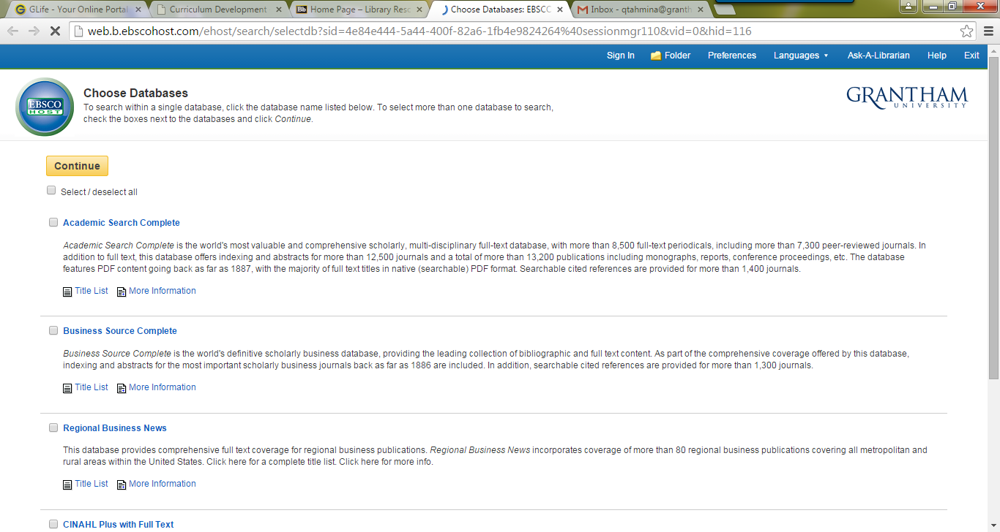 GLife - Your Online Portal
Curriculum Development
Bb Home Page – Library Reso
Choose Databases: EBSCO
Inbox - qtahmina@granth
web.b.ebscohost.com/ehost/search/selectdb?sid=4e84e444-5a44-400f-82a6-1fb4e9824264%40sessionmgr110&vid=0&hid=116
Sign In Folder Preferences Languages Ask-A-Librarian Help Exit
EBSCO
HOST
Choose Databases
To search within a single database, click the database name listed below. To select more than one database to search,
check the boxes next to the databases and click Continue.
GRANTHAM
UNIVERSITY
Continue
Select / deselect all
Academic Search Complete
Academic Search Complete is the world's most valuable and comprehensive scholarly, multi-disciplinary full-text database, with more than 8,500 full-text periodicals, including more than 7,300 peer-reviewed journals. In
addition to full text, this database offers indexing and abstracts for more than 12,500 journals and a total of more than 13,200 publications including monographs, reports, conference proceedings, etc. The database
features PDF content going back as far as 1887, with the majority of full text titles in native (searchable) PDF format. Searchable cited references are provided for more than 1,400 journals.
Title List More Information
Business Source Complete
Business Source Complete is the world's definitive scholarly business database, providing the leading collection of bibliographic and full text content. As part of the comprehensive coverage offered by this database,
indexing and abstracts for the most important scholarly business journals back as far as 1886 are included. In addition, searchable cited references are provided for more than 1,300 journals.
Title List More Information
Regional Business News
This database provides comprehensive full text coverage for regional business publications. Regional Business News incorporates coverage of more than 80 regional business publications covering all metropolitan and
rural areas within the United States. Click here for a complete title list. Click here for more info.
Title List More Information
CINAHL Plus with Full Text